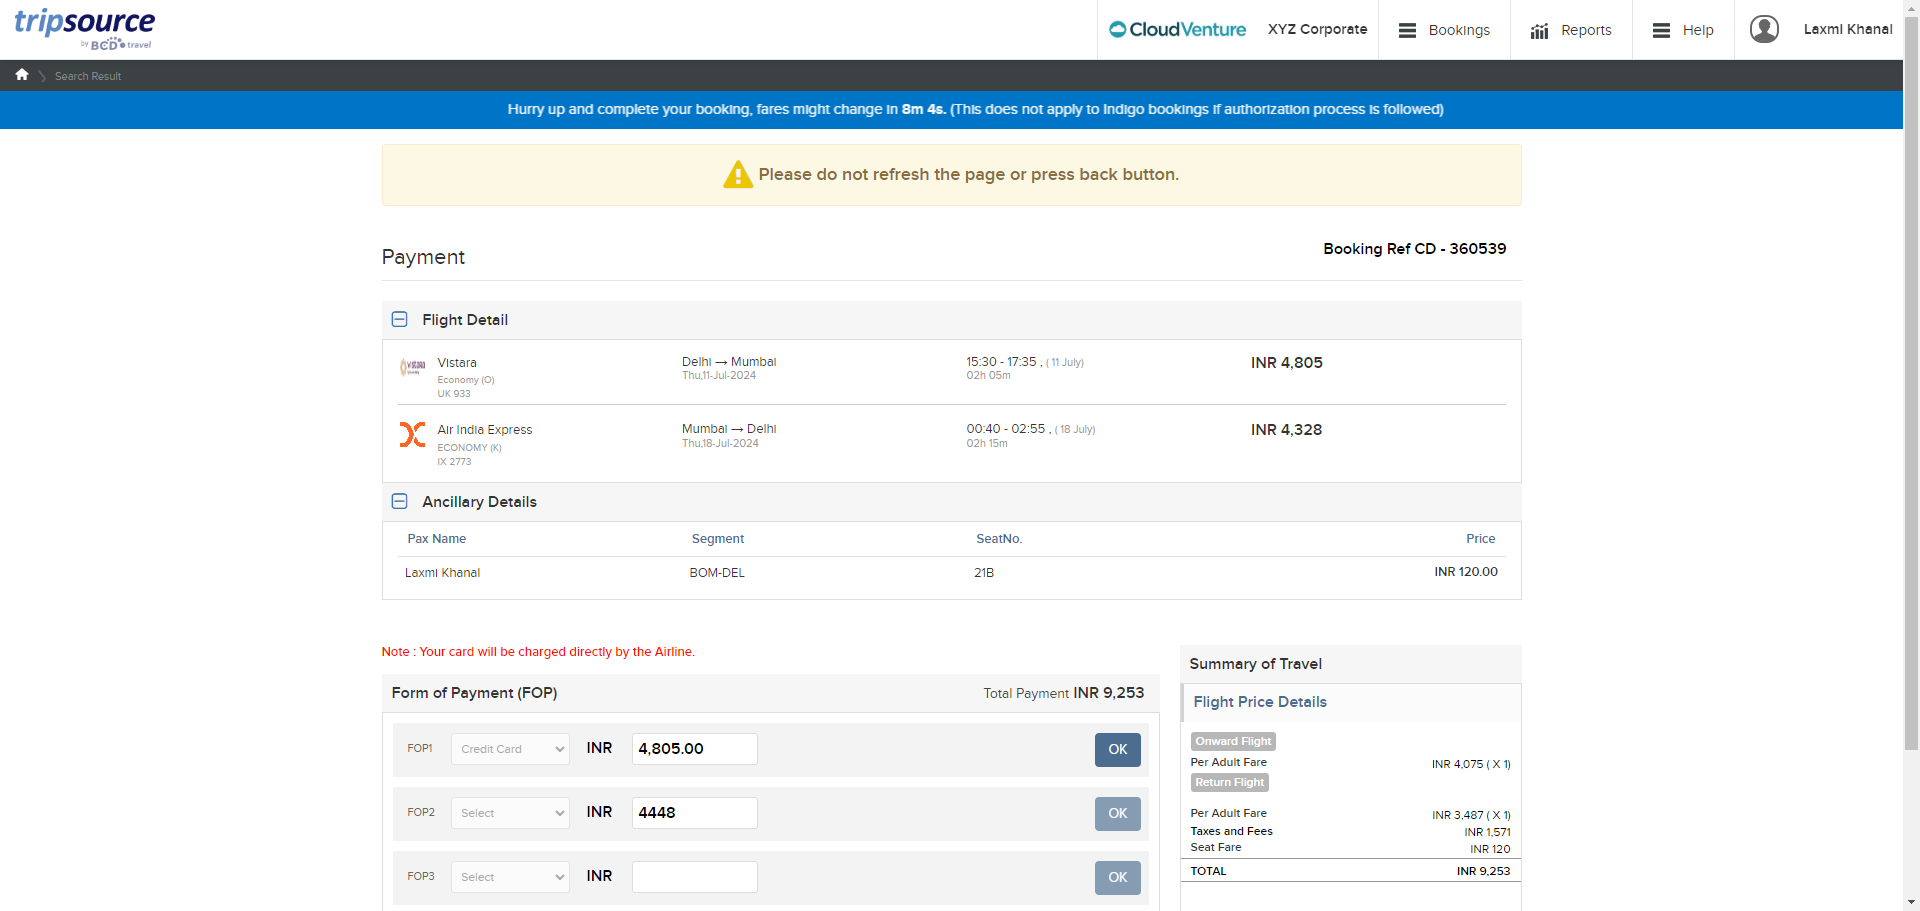 tripsource
by BCD travel
CloudVenture
XYZ Corporate
Bookings
Reports
Help
Laxmi Khanal
Search Result
Hurry up and complete your booking, fares might change in 8m 4s. (This does not apply to Indigo bookings if authorization process is followed)
Please do not refresh the page or press back button.
Payment
Booking Ref CD - 360539
Flight Detail
Vistara
Economy (O)
UK 933
Delhi → Mumbai
Thu,11-Jul-2024
15:30 - 17:35 , ( 11 July)
02h 05m
INR 4,805
Air India Express
ECONOMY (K)
IX 2773
Mumbai → Delhi
Thu,18-Jul-2024
00:40 - 02:55 , ( 18 July)
02h 15m
INR 4,328
Ancillary Details
Pax Name Segment SeatNo. Price
Laxmi Khanal BOM-DEL 21B INR 120.00
Note : Your card will be charged directly by the Airline.
Form of Payment (FOP) Total Payment INR 9,253
FOP1 Credit Card INR 4,805.00 OK
FOP2 Select INR 4448 OK
FOP3 Select INR OK
Summary of Travel
Flight Price Details
Onward Flight
Per Adult Fare INR 4,075 ( X 1)
Return Flight
Per Adult Fare INR 3,487 ( X 1)
Taxes and Fees INR 1,571
Seat Fare INR 120
TOTAL INR 9,253